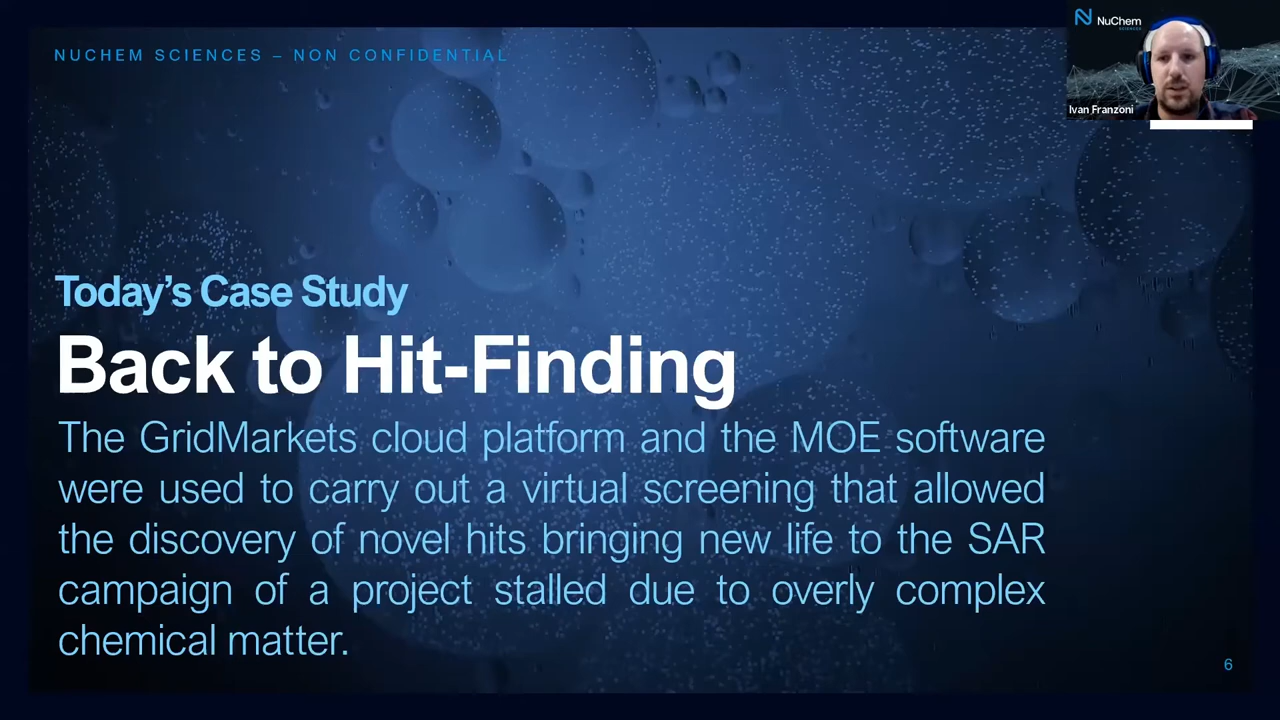 NUCHEM SCIENCES – NON CONFIDENTIAL
NuChem
SCIENCES
Ivan Franzoni
Today's Case Study
Back to Hit-Finding
The GridMarkets cloud platform and the MOE software
were used to carry out a virtual screening that allowed
the discovery of novel hits bringing new life to the SAR
campaign of a project stalled due to overly complex
chemical matter.
6